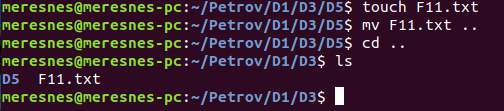 meresnes@meresnes-pc:~/Petrov/D1/D3/D5$ touch F11.txt
meresnes@meresnes-pc:~/Petrov/D1/D3/D5$ mv F11.txt ..
meresnes@meresnes-pc:~/Petrov/D1/D3/D5$ cd ..
meresnes@meresnes-pc:~/Petrov/D1/D3$ ls
D5  F11.txt
meresnes@meresnes-pc:~/Petrov/D1/D3$